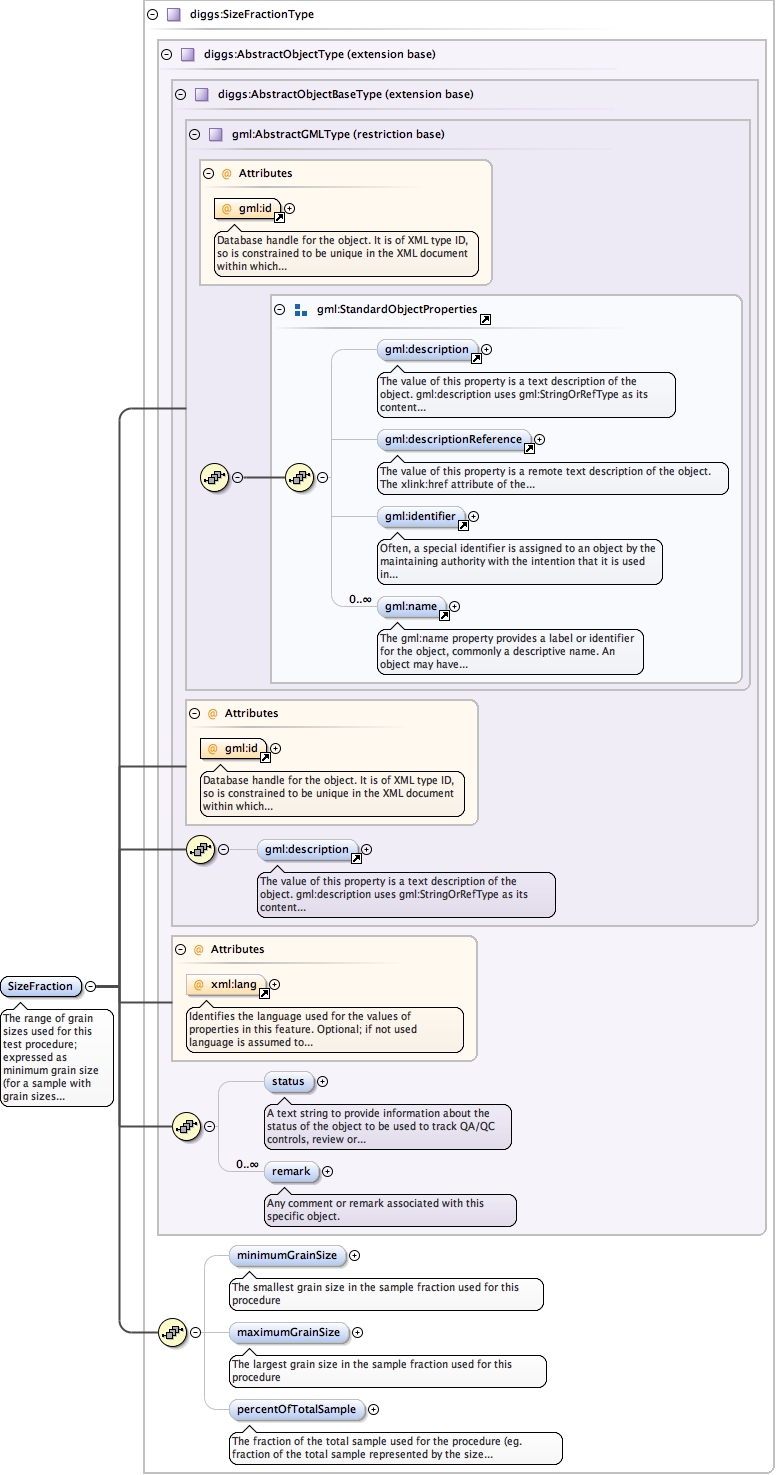 diggs:SizeFractionType
diggs:AbstractObjectType (extension base)
diggs:AbstractObjectBaseType (extension base)
gml:AbstractGMLType (restriction base)
@ Attributes
@ gml:id
Database handle for the object. It is of XML type ID,
so is constrained to be unique in the XML document
within which...
gml:StandardObjectProperties
gml:description
The value of this property is a text description of the
object. gml:description uses gml:StringOrRefType as its
content...
gml:descriptionReference
The value of this property is a remote text description of the object.
The xlink:href attribute of the...
gml:identifier
Often, a special identifier is assigned to an object by the
maintaining authority with the intention that it is used
in...
0..∞
gml:name
The gml:name property provides a label or identifier
for the object, commonly a descriptive name. An
object may have...
@ Attributes
@ gml:id
Database handle for the object. It is of XML type ID,
so is constrained to be unique in the XML document
within which...
gml:description
The value of this property is a text description of the
object. gml:description uses gml:StringOrRefType as its
content...
@ Attributes
@ xml:lang
Identifies the language used for the values of
properties in this feature. Optional; if not used
language is assumed to...
SizeFraction
The range of grain
sizes used for this
test procedure;
expressed as
minimum grain size
(for a sample with
grain sizes...
status
A text string to provide information about the
status of the object to be used to track QA/QC
controls, review or...
0..∞
remark
Any comment or remark associated with this
specific object.
minimumGrainSize
The smallest grain size in the sample fraction used for this
procedure
maximumGrainSize
The largest grain size in the sample fraction used for this
procedure
percentOfTotalSample
The fraction of the total sample used for the procedure (eg.
fraction of the total sample represented by the size...